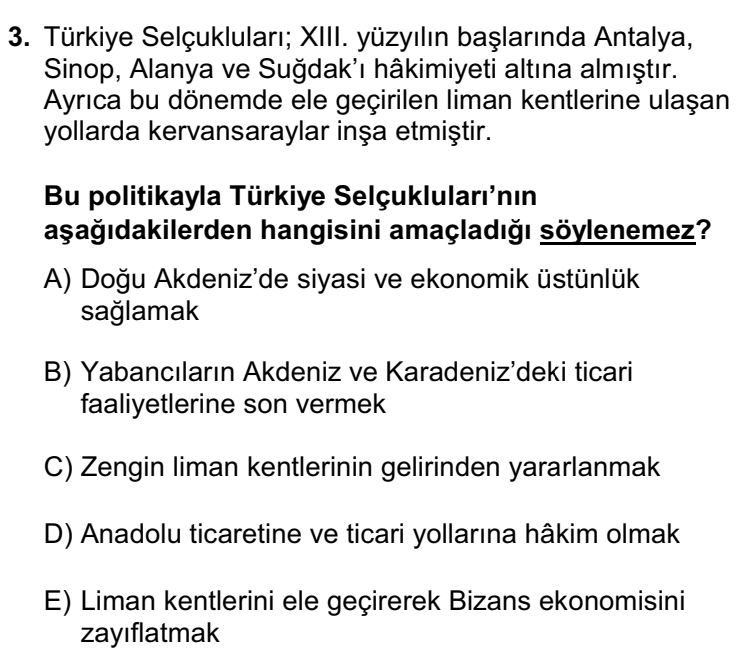 3. Türkiye Selçukluları; XIII. yüzyılın başlarında Antalya,
Sinop, Alanya ve Suğdak’ı hâkimiyeti altına almıştır.
Ayrıca bu dönemde ele geçirilen liman kentlerine ulaşan
yollarda kervansaraylar inşa etmiştir.
Bu politikayla Türkiye Selçukluları’nın
aşağıdakilerden hangisini amaçladığı söylenemez?
A) Doğu Akdeniz’de siyasi ve ekonomik üstünlük
sağlamak
B) Yabancıların Akdeniz ve Karadeniz’deki ticari
faaliyetlerine son vermek
C) Zengin liman kentlerinin gelirinden yararlanmak
D) Anadolu ticaretine ve ticari yollarına hâkim olmak
E) Liman kentlerini ele geçirerek Bizans ekonomisini
zayıflatmak